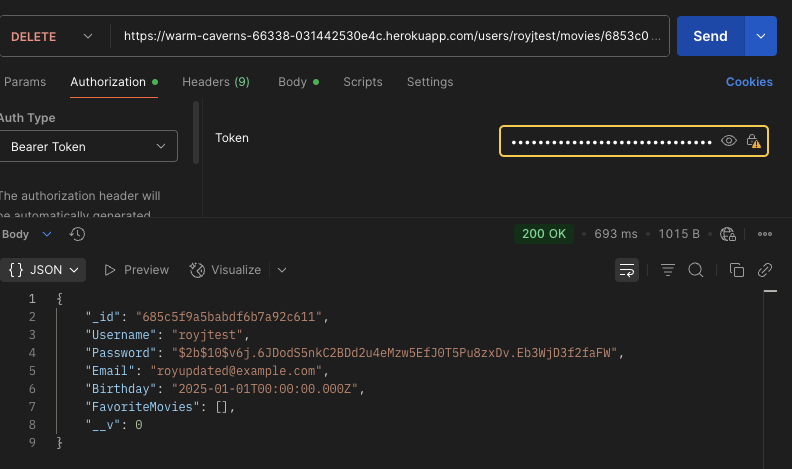 DELETE https://warm-caverns-66338-031442530e4c.herokuapp.com/users/royjtest/movies/6853c0 ... Send
Params Authorization Headers (9) Body Scripts Settings Cookies
Auth Type
Bearer Token
Token
The authorization header will
be automatically generated
Body 200 OK 693 ms 1015 B
{} JSON Preview Visualize
1 {
2 "_id": "685c5f9a5babdf6b7a92c611",
3 "Username": "royjtest",
4 "Password": "$2b$10$v6j.6JDodS5nkC2BDd2u4eMzw5EfJ0T5Pu8zxDv.Eb3WjD3f2faFW",
5 "Email": "royupdated@example.com",
6 "Birthday": "2025-01-01T00:00:00.000Z",
7 "FavoriteMovies": [],
8 "__v": 0
9 }